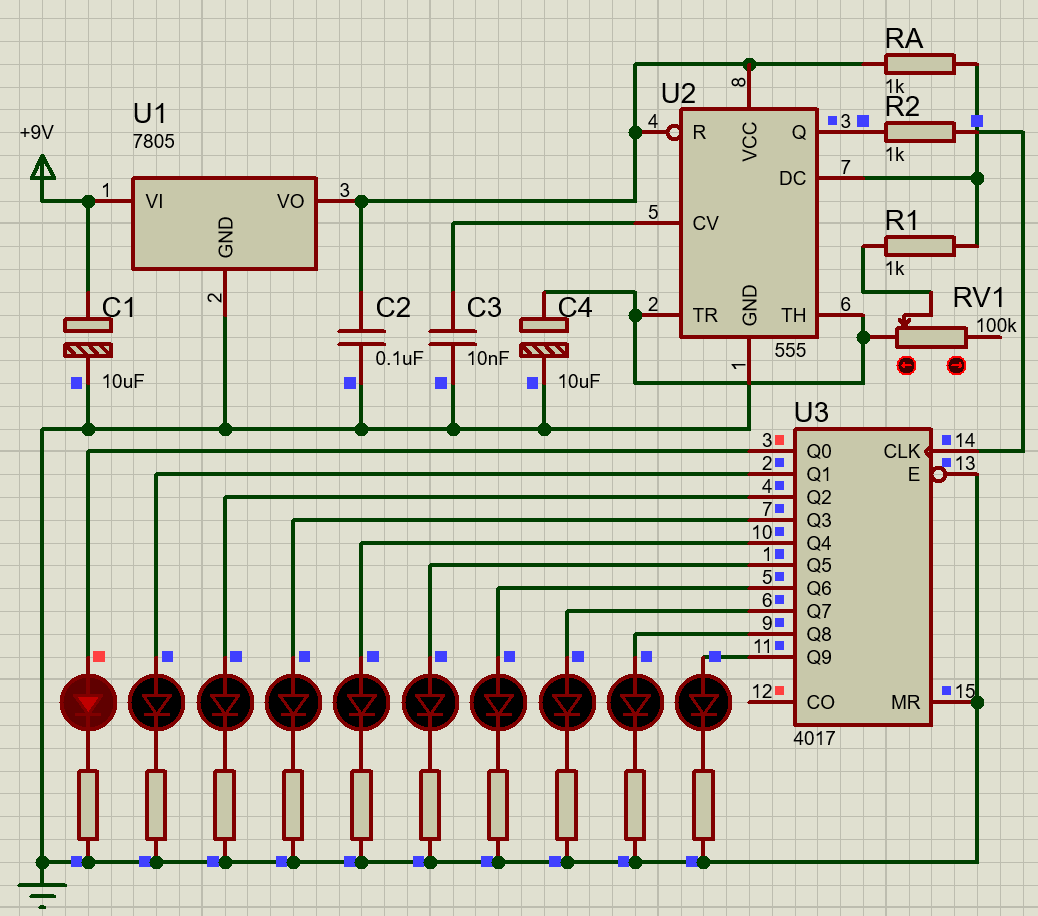 RA
1k
U2
R2
1k
U1
7805
+9V
1
VI
VO
3
GND
2
4
R
VCC
8
Q
3
DC
7
5
CV
2
TR
GND
1
TH
6
555
R1
1k
RV1
100k
C1
10uF
C2
0.1uF
C3
10nF
C4
10uF
U3
3
Q0
CLK
14
2
Q1
E
13
4
Q2
7
Q3
10
Q4
1
Q5
5
Q6
6
Q7
9
Q8
11
Q9
12
CO
MR
15
4017